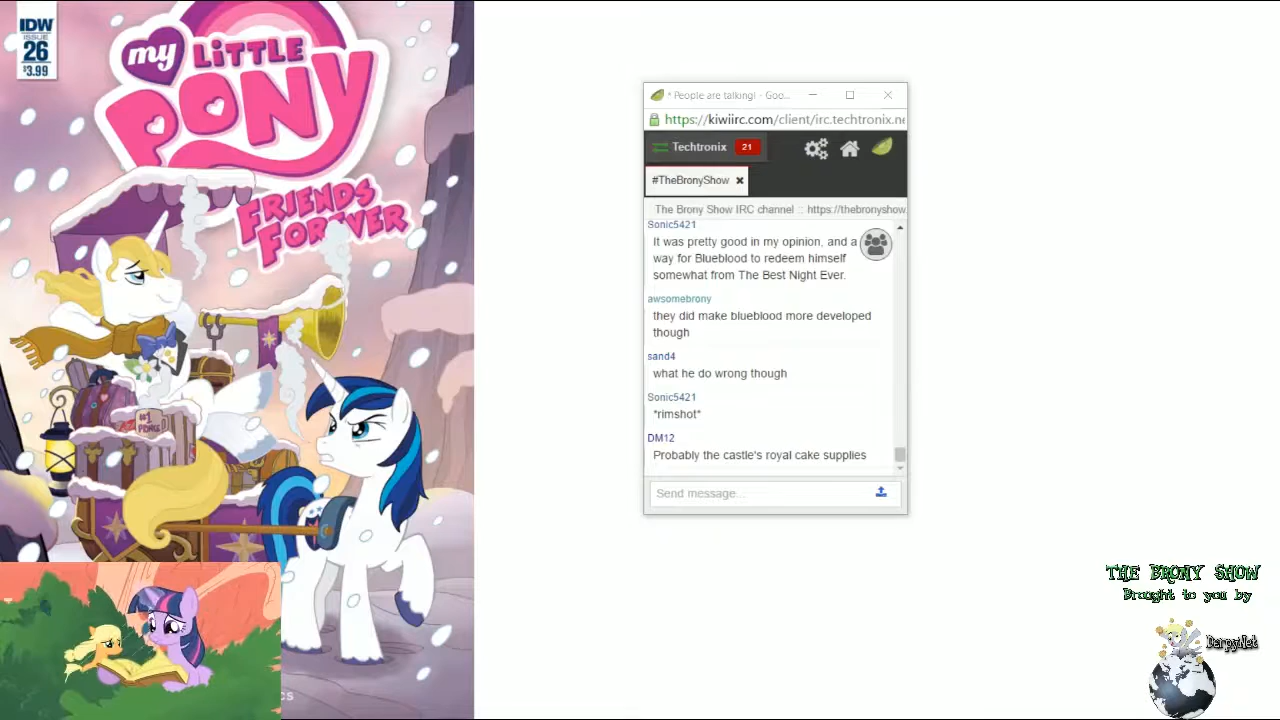 IDW
ISSUE
26
$3.99
my LiTTLE
PONY
FRIENDS
FOREVER
#1
PRINCE
cs
* People are talking! - Goo...
https://kiwiirc.com/client/irc.techtronix.ne
Techtronix 21
#TheBronyShow
The Brony Show IRC channel :: https://thebronyshow.
Sonic5421
It was pretty good in my opinion, and a
way for Blueblood to redeem himself
somewhat from The Best Night Ever.
awsomebrony
they did make blueblood more developed
though
sand4
what he do wrong though
Sonic5421
*rimshot*
DM12
Probably the castle's royal cake supplies
Send message...
THE BRONY SHOW
Brought to you by
DerpyNet